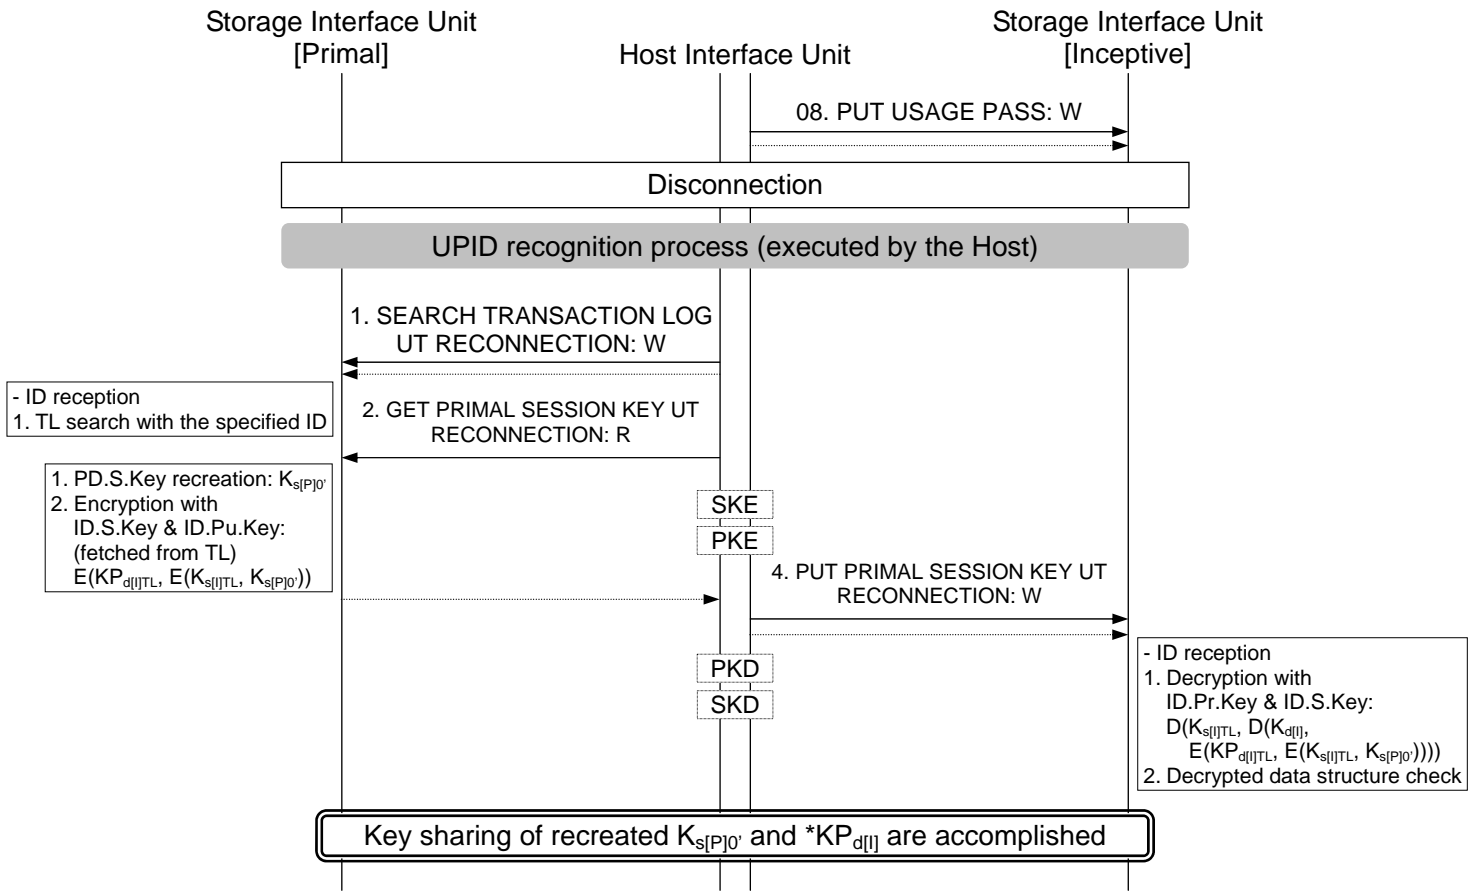 Storage Interface Unit
[Primal]
Host Interface Unit
Storage Interface Unit
[Inceptive]
08. PUT USAGE PASS: W
Disconnection
UPID recognition process (executed by the Host)
1. SEARCH TRANSACTION LOG
UT RECONNECTION: W
- ID reception
1. TL search with the specified ID
2. GET PRIMAL SESSION KEY UT
RECONNECTION: R
1. PD.S.Key recreation: Ks[P]0’
2. Encryption with
ID.S.Key & ID.Pu.Key:
(fetched from TL)
E(KPd[I]TL, E(Ks[I]TL, Ks[P]0’))
SKE
PKE
4. PUT PRIMAL SESSION KEY UT
RECONNECTION: W
PKD
SKD
- ID reception
1. Decryption with
ID.Pr.Key & ID.S.Key:
D(Ks[I]TL, D(Kd[I],
E(KPd[I]TL, E(Ks[I]TL, Ks[P]0’))))
2. Decrypted data structure check
Key sharing of recreated Ks[P]0’ and *KPd[I] are accomplished